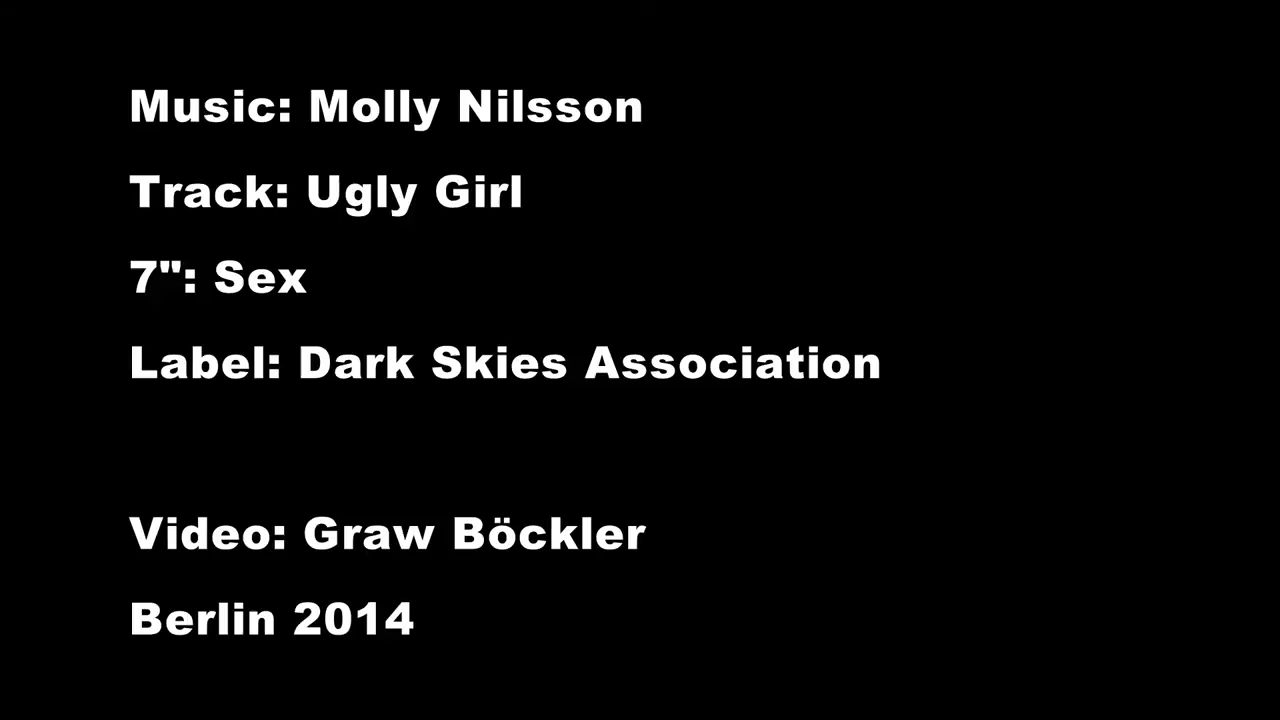 Music: Molly Nilsson
Track: Ugly Girl
7": Sex
Label: Dark Skies Association
Video: Graw Böckler
Berlin 2014